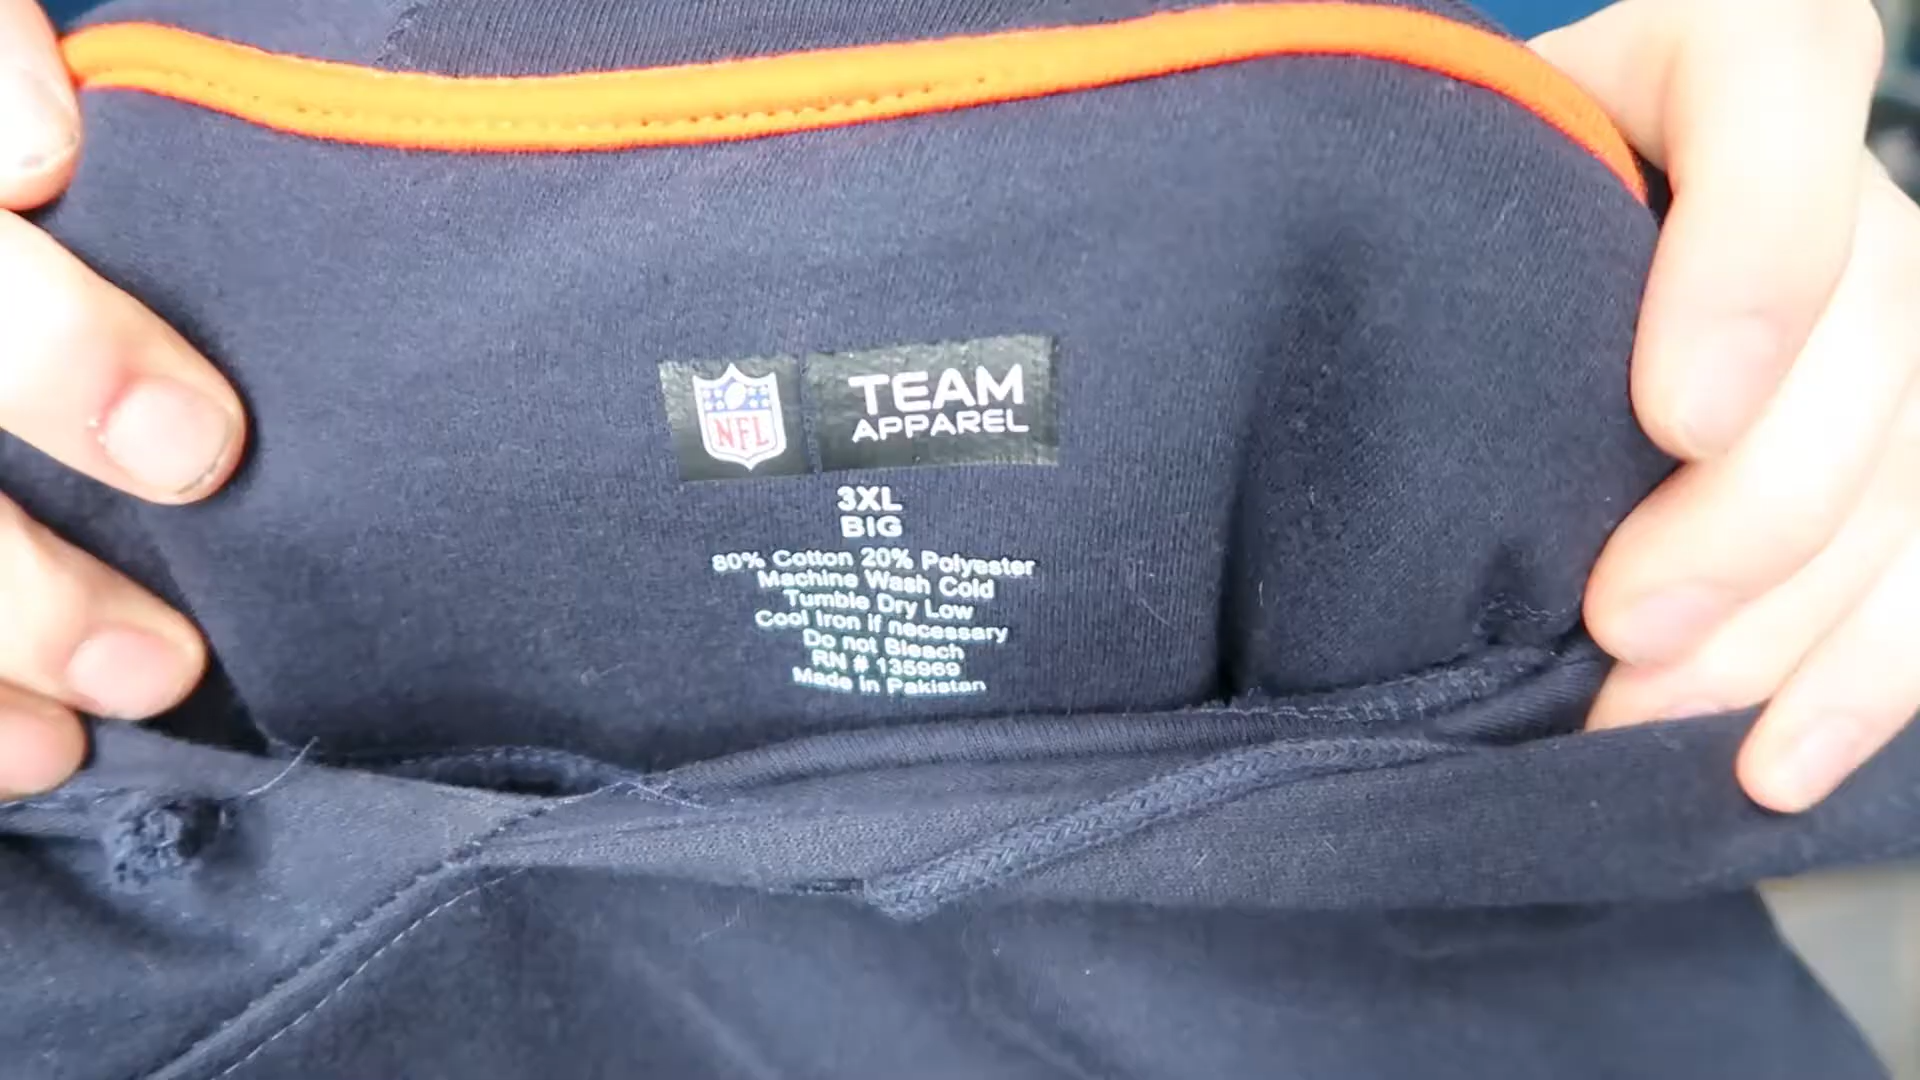 NFL
TEAM
APPAREL
3XL
BIG
80% Cotton 20% Polyester
Machine Wash Cold
Tumble Dry Low
Cool Iron if necessary
Do not Bleach
RN # 135969
Made in Pakistan